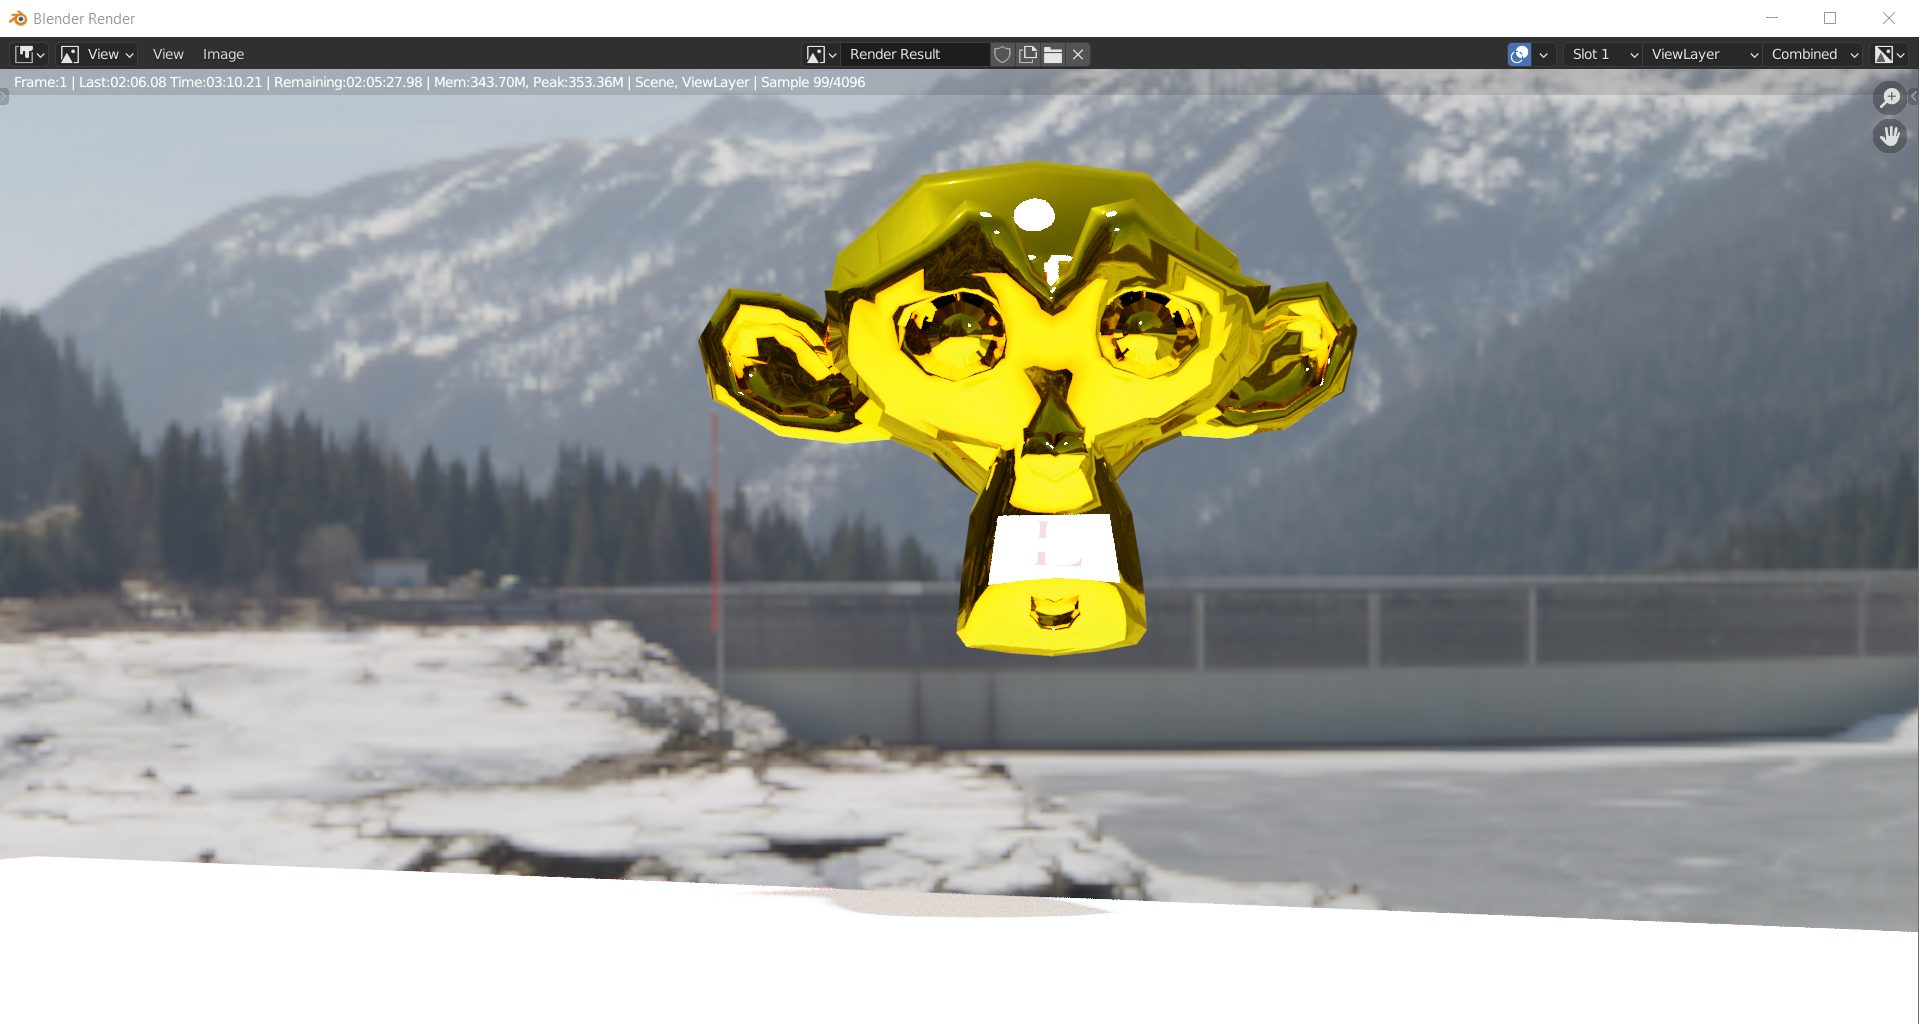 Blender Render
View View Image Render Result Slot 1 ViewLayer Combined
Frame:1 | Last:02:06.08 Time:03:10.21 | Remaining:02:05:27.98 | Mem:343.70M, Peak:353.36M | Scene, ViewLayer | Sample 99/4096
L